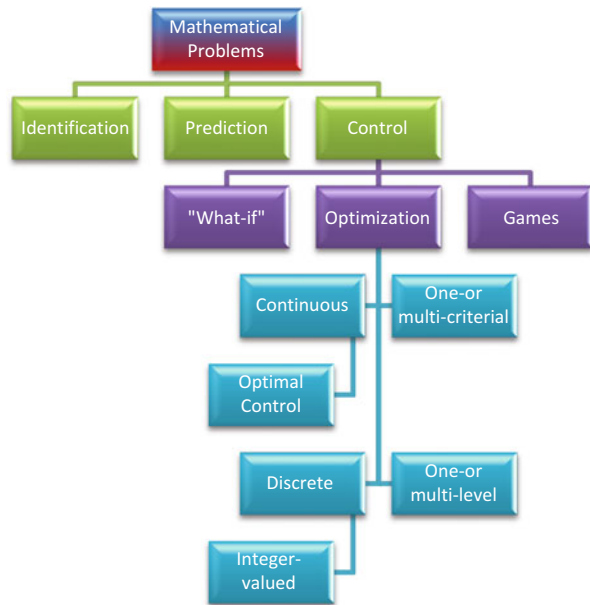 Mathematical
Problems
Identification
Prediction
Control
"What-if"
Optimization
Games
Continuous
One-or
multi-criterial
Optimal
Control
Discrete
One-or
multi-level
Integer-
valued